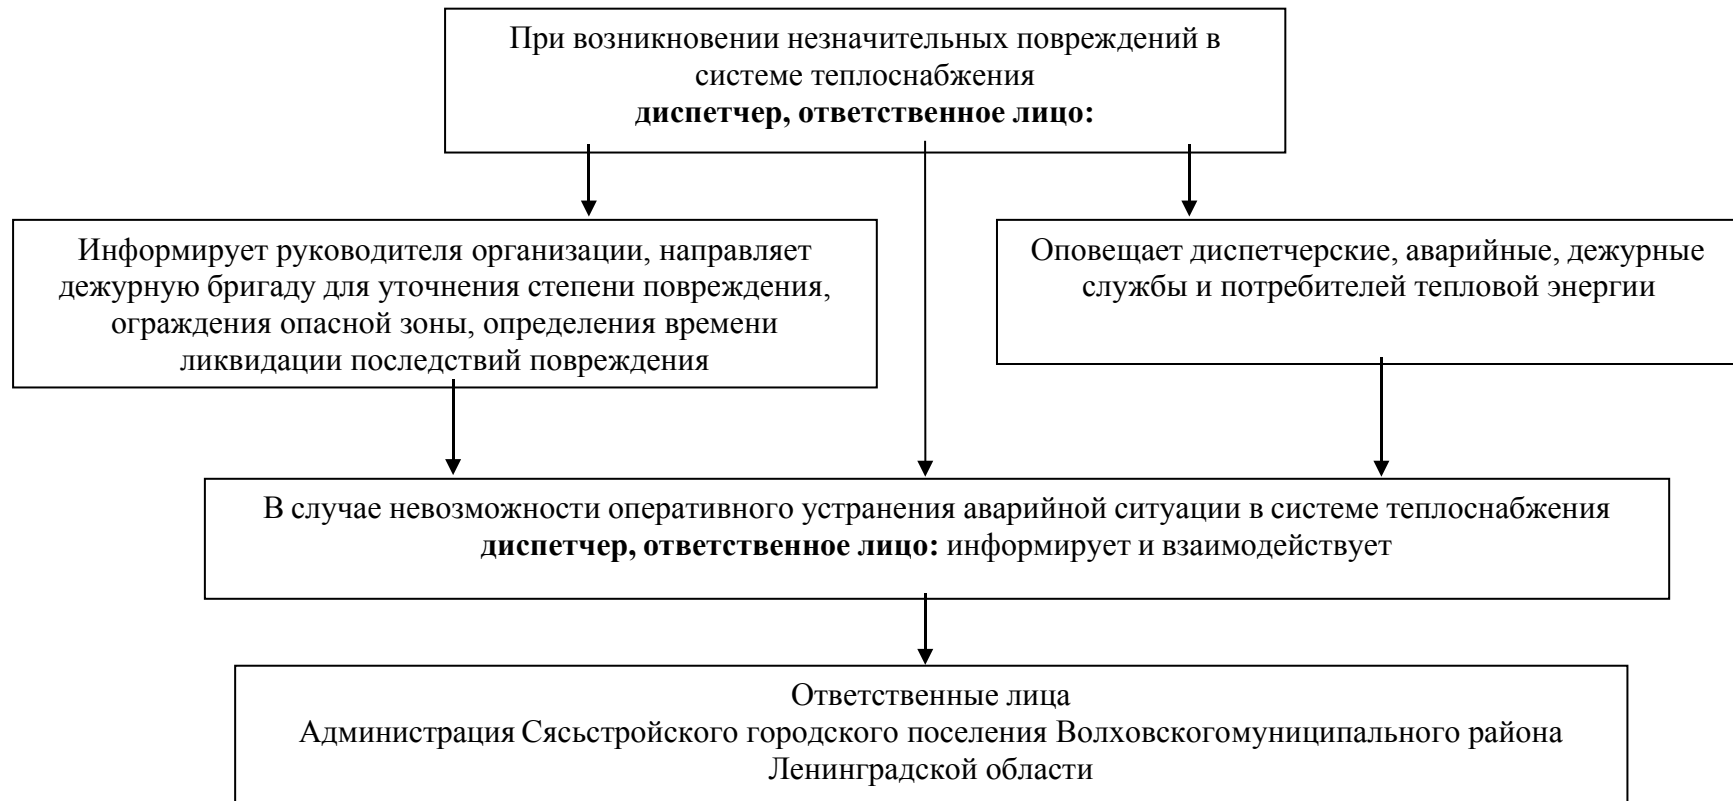 При возникновении незначительных повреждений в
системе теплоснабжения
диспетчер, ответственное лицо:
Информирует руководителя организации, направляет
дежурную бригаду для уточнения степени повреждения,
ограждения опасной зоны, определения времени
ликвидации последствий повреждения
Оповещает диспетчерские, аварийные, дежурные
службы и потребителей тепловой энергии
В случае невозможности оперативного устранения аварийной ситуации в системе теплоснабжения
диспетчер, ответственное лицо: информирует и взаимодействует
Ответственные лица
Администрация Сясьстройского городского поселения Волховскогомуниципального района
Ленинградской области